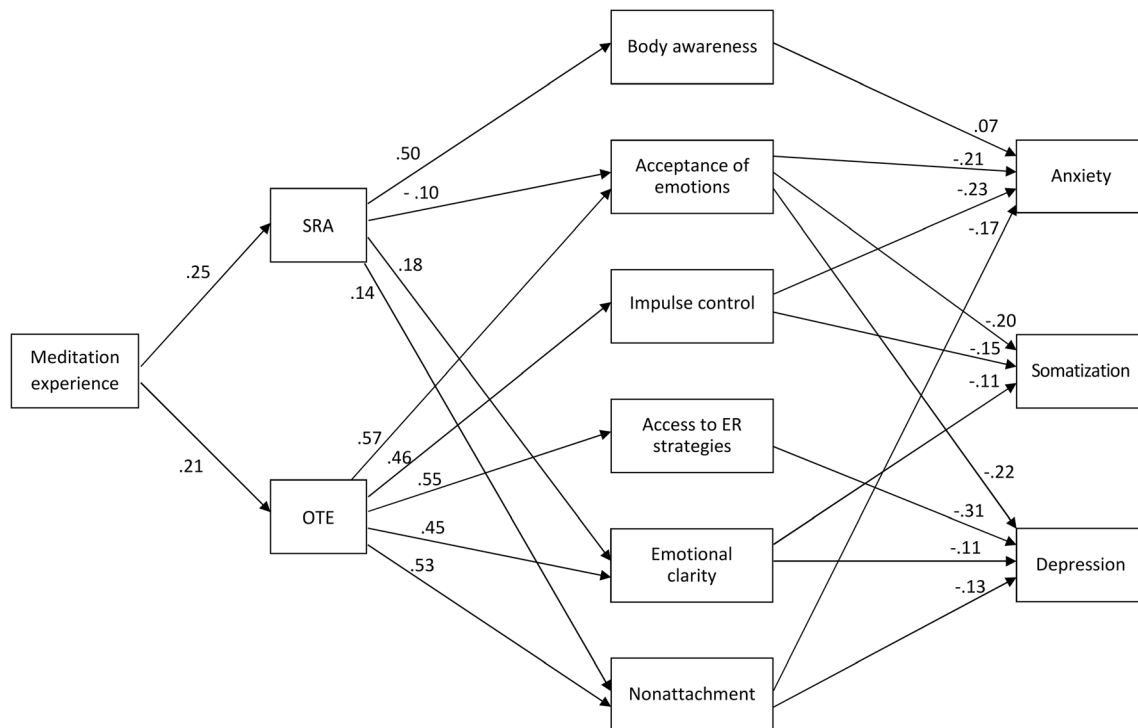 Body awareness
.07
.50
Acceptance of
emotions
-.21
Anxiety
- .10
-.23
SRA
-.17
.18
.25
.14
Impulse control
-.20
-.15
Meditation
experience
Somatization
-.11
Access to ER
strategies
.57
.46
.21
.55
-.22
-.31
OTE
.45
Emotional
clarity
-.11
Depression
.53
-.13
Nonattachment